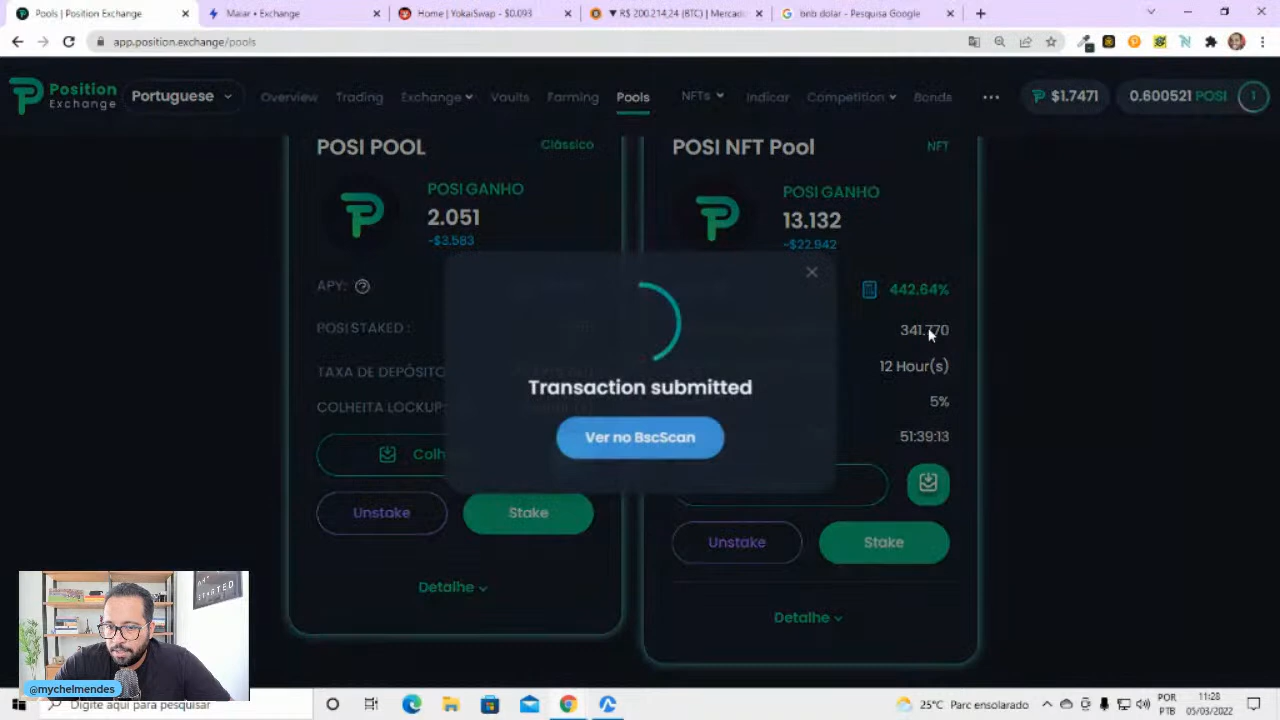 Pools | Position Exchange
Maiar • Exchange
Home | YokaiSwap - $0.093
▼ R$ 200.214,24 (BTC) | Mercado
bnb dolar - Pesquisa Google
app.position.exchange/pools
Position
Exchange
Portuguese
Overview
Trading
Exchange
Vaults
Farming
Pools
NFTs
Indicar
Competition
Bonds
$1.7471
0.600521 POSI
1
POSI POOL
Clássico
POSI GANHO
2.051
~$3.583
APY:
POSI STAKED :
TAXA DE DEPÓSITO
COLHEITA LOCKUP:
Colh
Unstake
Stake
Detalhe
POSI NFT Pool
NFT
POSI GANHO
13.132
~$22.942
442.64%
341.770
12 Hour(s)
5%
51:39:13
Unstake
Stake
Detalhe
Transaction submitted
Ver no BscScan
STARTED
@mychelmendes
Digite aqui para pesquisar
25°C Parc ensolarado
POR
PTB
11:28
05/03/2022